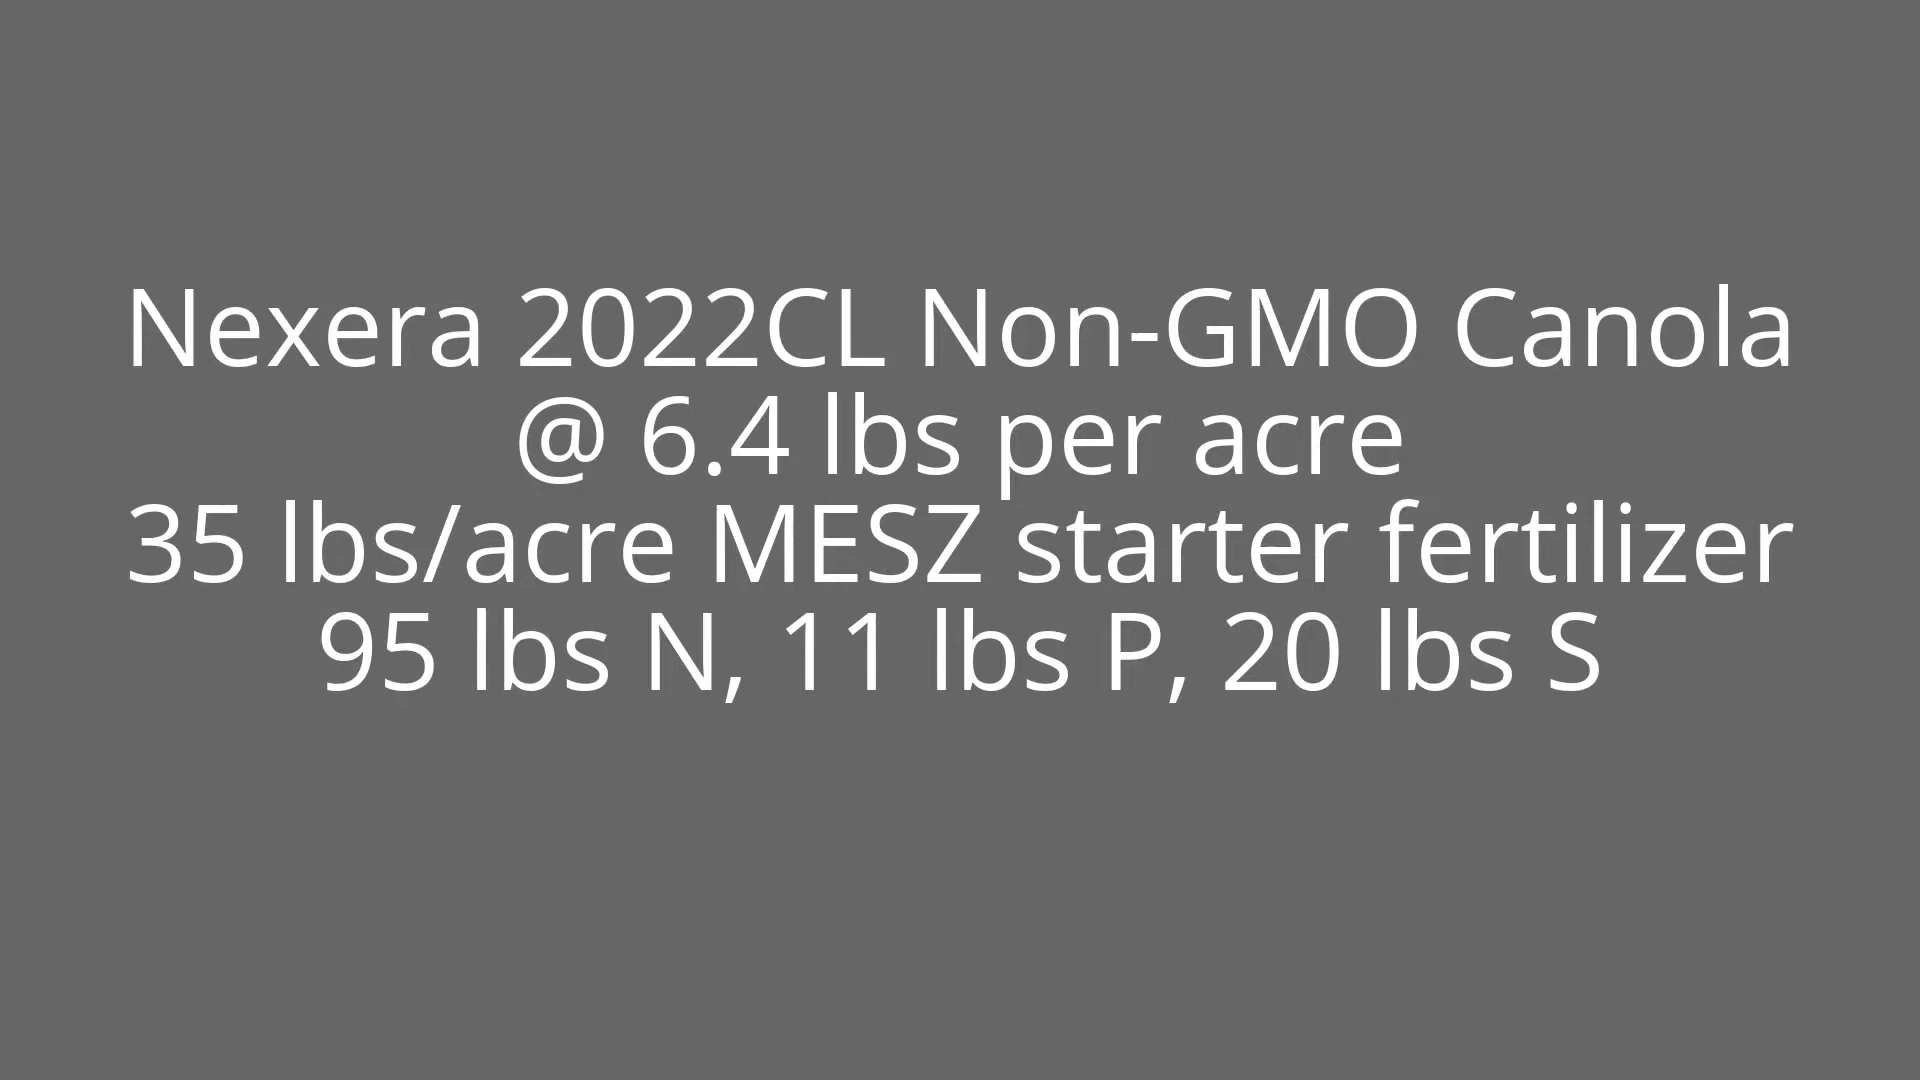 Nexera 2022CL Non-GMO Canola
@ 6.4 lbs per acre
35 lbs/acre MESZ starter fertilizer
95 lbs N, 11 lbs P, 20 lbs S